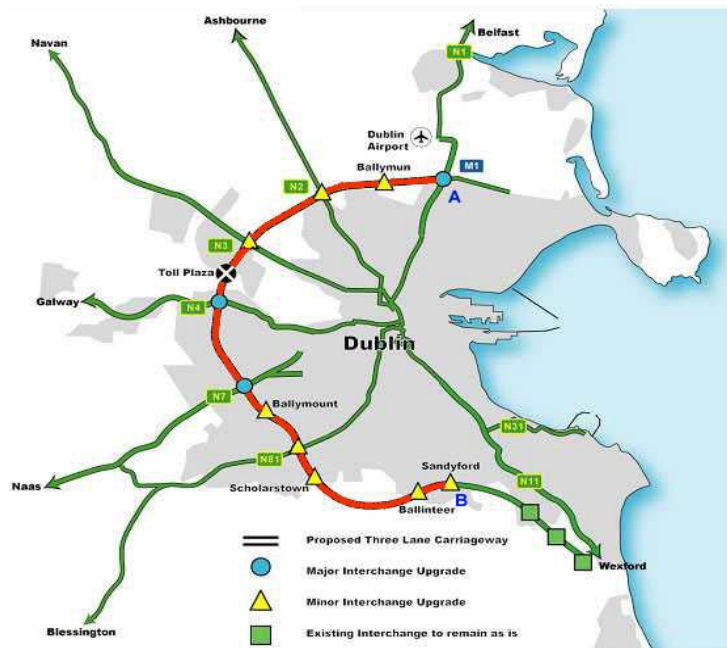 Ashbourne
Navan
Belfast
N1
Dublin
Airport
Ballymun
M1
N2
A
N3
Toll Plaza
Galway
N4
Dublin
N7
Ballymount
N31
N81
Sandyford
N11
Naas
Scholarstown
B
Ballinteer
Proposed Three Lane Carriageway
Wexford
Major Interchange Upgrade
Minor Interchange Upgrade
Blessington
Existing Interchange to remain as is